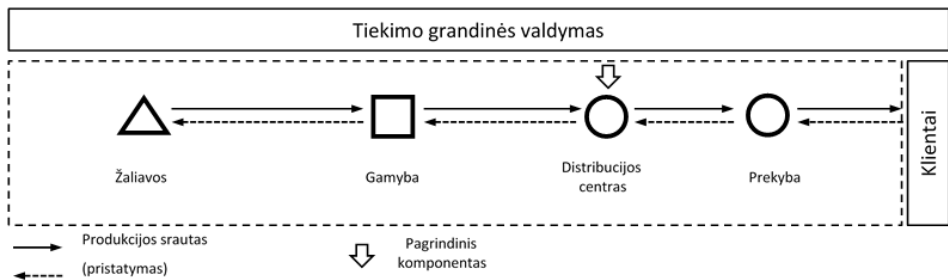 Tiekimo grandinės valdymas
Žaliavos
Gamyba
Distribucijos
centras
Prekyba
Klientai
Produkcijos srautas
(pristatymas)
Pagrindinis
komponentas